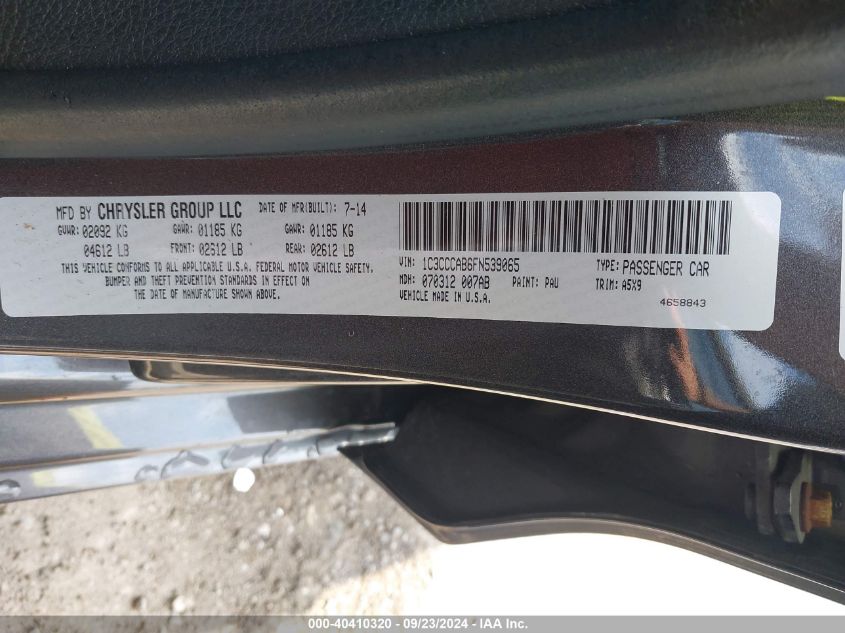 MFD BY CHRYSLER GROUP LLC DATE OF MFR(BUILT): 7-14
GVWR: 02092 KG GAWR: 01185 KG GAWR: 01185 KG
04612 LB FRONT: 02612 LB REAR: 02612 LB
THIS VEHICLE CONFORMS TO ALL APPLICABLE U.S.A. FEDERAL MOTOR VEHICLE SAFETY,
BUMPER AND THEFT PREVENTION STANDARDS IN EFFECT ON
THE DATE OF MANUFACTURE SHOWN ABOVE.
VIN: 1C3CCCAB6FN539065 TYPE: PASSENGER CAR
MDH: 070312 007AB PAINT: PAU TRIM: A5X9
VEHICLE MADE IN U.S.A. 4658843
000-40410320 - 09/23/2024 - IAA Inc.